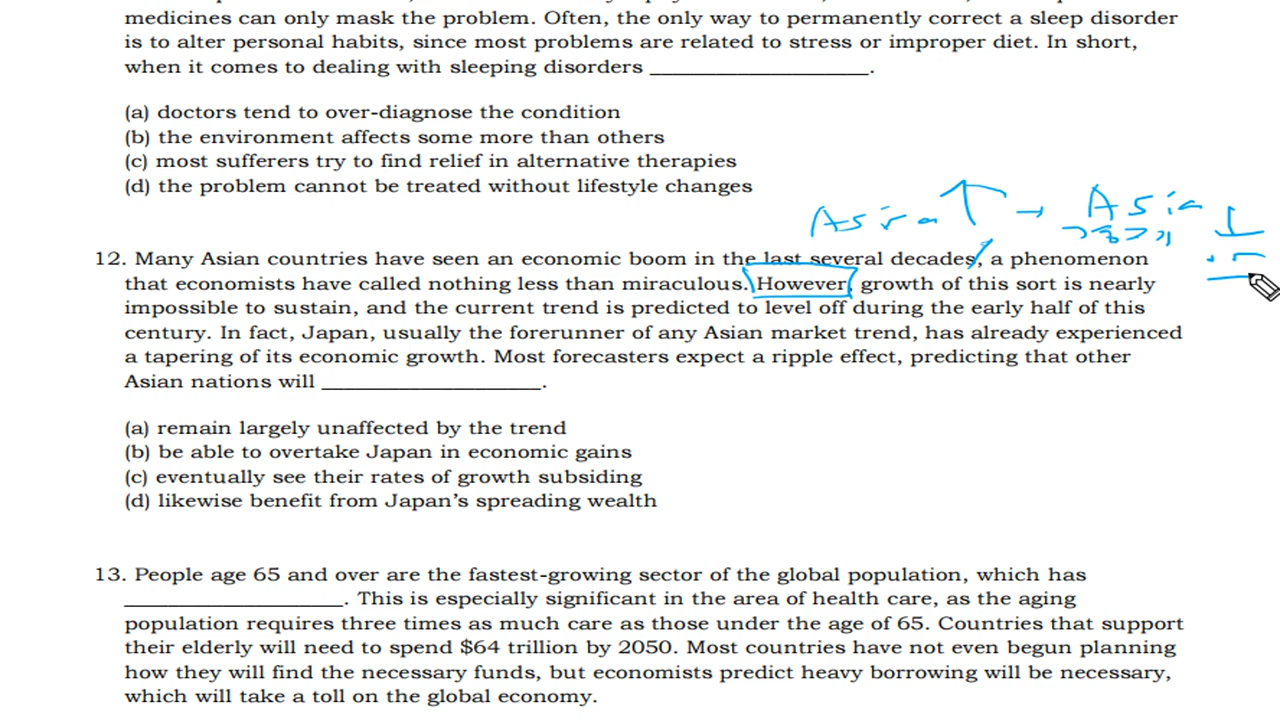 medicines can only mask the problem. Often, the only way to permanently correct a sleep disorder
is to alter personal habits, since most problems are related to stress or improper diet. In short,
when it comes to dealing with sleeping disorders ____________________.
(a) doctors tend to over-diagnose the condition
(b) the environment affects some more than others
(c) most sufferers try to find relief in alternative therapies
(d) the problem cannot be treated without lifestyle changes
Asian ↑ → Asia
12. Many Asian countries have seen an economic boom in the last several decades, a phenomenon
that economists have called nothing less than miraculous. However, growth of this sort is nearly
impossible to sustain, and the current trend is predicted to level off during the early half of this
century. In fact, Japan, usually the forerunner of any Asian market trend, has already experienced
a tapering of its economic growth. Most forecasters expect a ripple effect, predicting that other
Asian nations will ____________________.
(a) remain largely unaffected by the trend
(b) be able to overtake Japan in economic gains
(c) eventually see their rates of growth subsiding
(d) likewise benefit from Japan's spreading wealth
13. People age 65 and over are the fastest-growing sector of the global population, which has
____________________. This is especially significant in the area of health care, as the aging
population requires three times as much care as those under the age of 65. Countries that support
their elderly will need to spend $64 trillion by 2050. Most countries have not even begun planning
how they will find the necessary funds, but economists predict heavy borrowing will be necessary,
which will take a toll on the global economy.